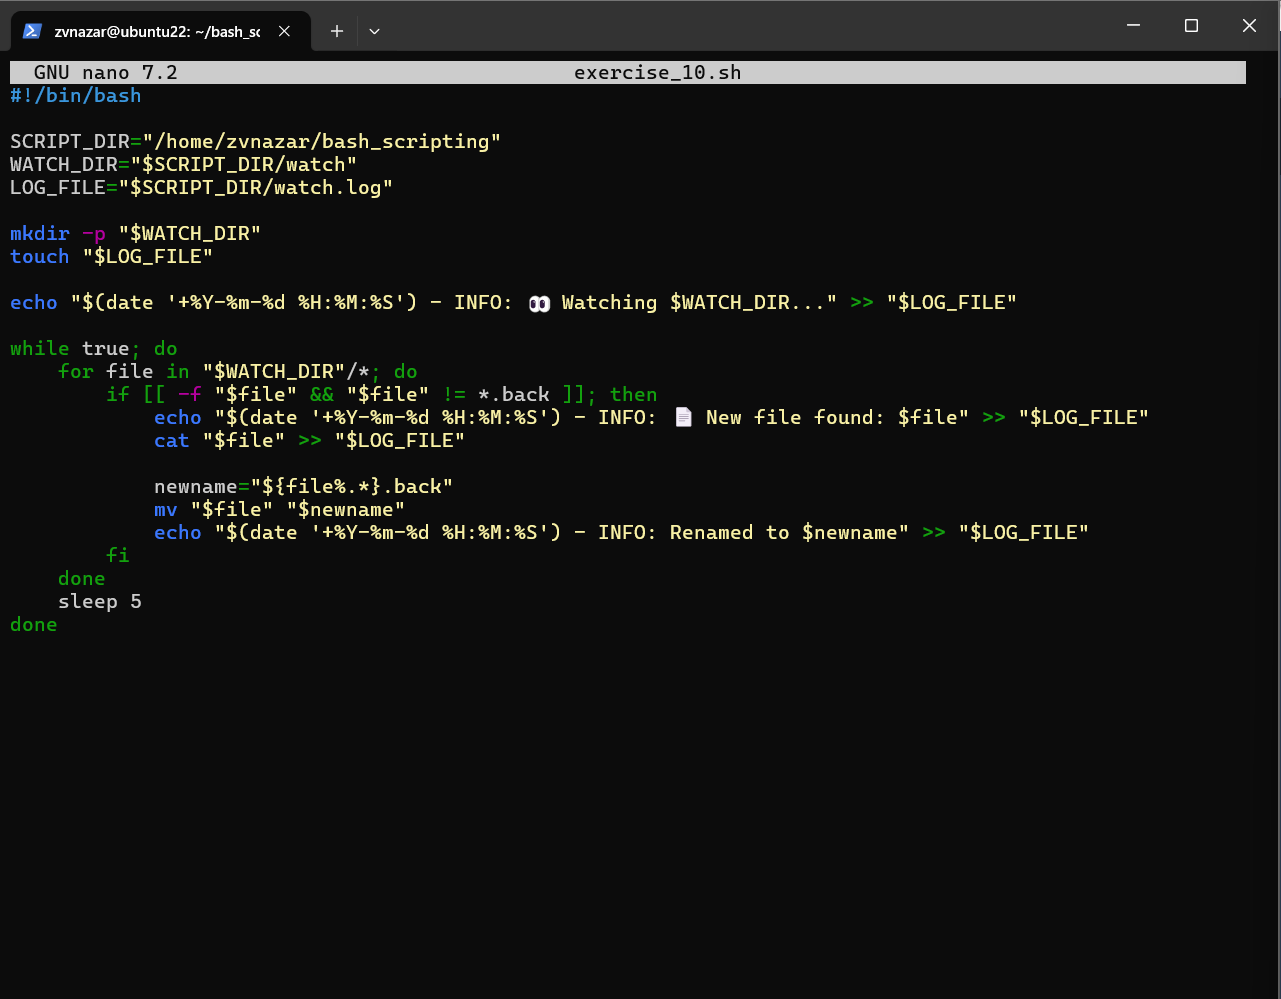 zvnazar@ubuntu22: ~/bash_sc
GNU nano 7.2 exercise_10.sh
#!/bin/bash

SCRIPT_DIR="/home/zvnazar/bash_scripting"
WATCH_DIR="$SCRIPT_DIR/watch"
LOG_FILE="$SCRIPT_DIR/watch.log"

mkdir -p "$WATCH_DIR"
touch "$LOG_FILE"

echo "$(date '+%Y-%m-%d %H:%M:%S') - INFO: 👀 Watching $WATCH_DIR..." >> "$LOG_FILE"

while true; do
    for file in "$WATCH_DIR"/*; do
        if [[ -f "$file" && "$file" != *.back ]]; then
            echo "$(date '+%Y-%m-%d %H:%M:%S') - INFO: 📄 New file found: $file" >> "$LOG_FILE"
            cat "$file" >> "$LOG_FILE"

            newname="${file%.*}.back"
            mv "$file" "$newname"
            echo "$(date '+%Y-%m-%d %H:%M:%S') - INFO: Renamed to $newname" >> "$LOG_FILE"
        fi
    done
    sleep 5
done